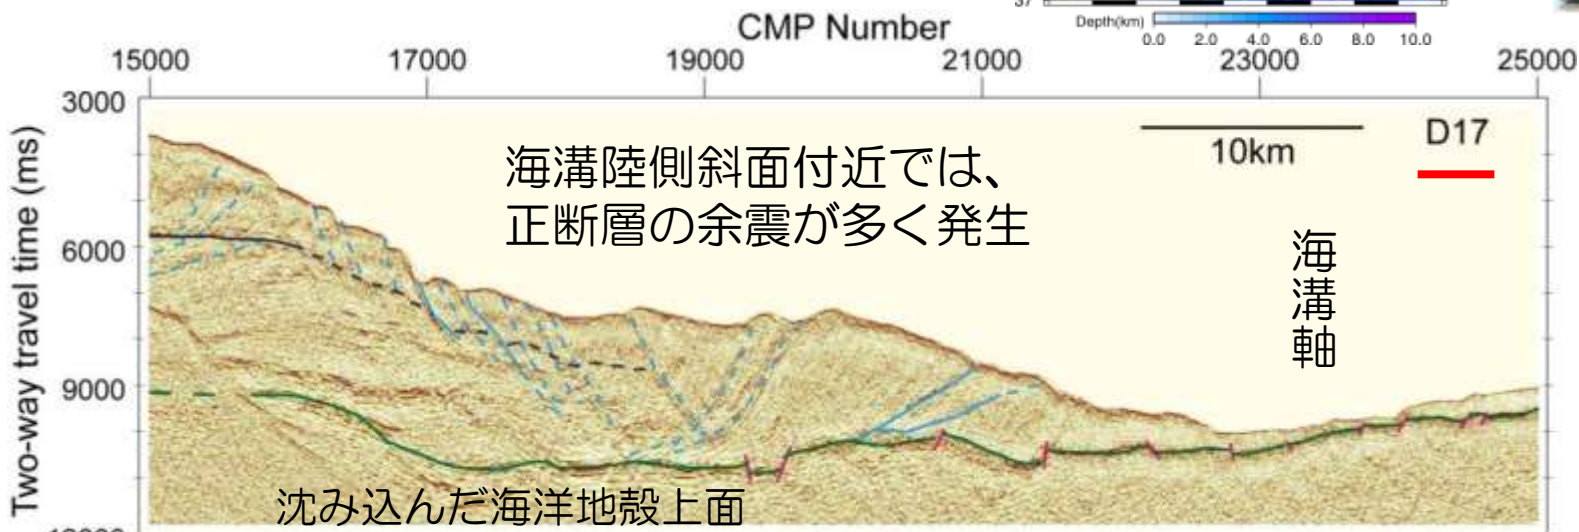 37
Depth(km)
0.0 2.0 4.0 6.0 8.0 10.0
CMP Number
15000 17000 19000 21000 23000 25000
Two-way travel time (ms)
3000
6000
9000
海溝陸側斜面付近では、
正断層の余震が多く発生
10km
D17
海溝軸
沈み込んだ海洋地殻上面